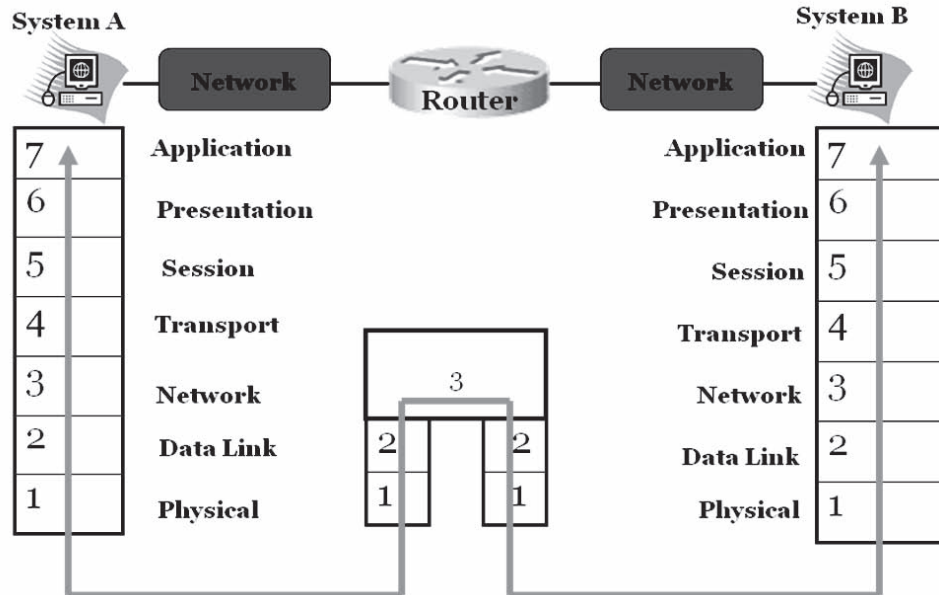 System A
System B
Network
Router
Network
7 Application
6 Presentation
5 Session
4 Transport
3 Network
2 Data Link
1 Physical
3
2 2
1 1
Application 7
Presentation 6
Session 5
Transport 4
Network 3
Data Link 2
Physical 1